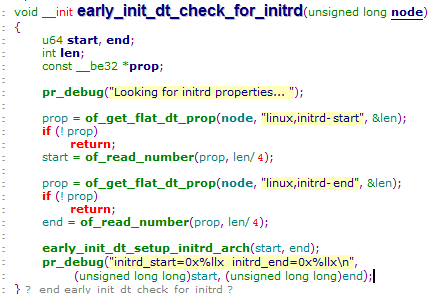 void __init early_init_dt_check_for_initrd(unsigned long node)
{
u64 start, end;
int len;
const __be32 *prop;
pr_debug("Looking for initrd properties... ");
prop = of_get_flat_dt_prop(node, "linux,initrd-start", &len);
if (! prop)
return;
start = of_read_number(prop, len/ 4);
prop = of_get_flat_dt_prop(node, "linux,initrd-end", &len);
if (! prop)
return;
end = of_read_number(prop, len/ 4);
early_init_dt_setup_initrd_arch(start, end);
pr_debug("initrd_start=0x%llx initrd_end=0x%llx\n",
(unsigned long long)start, (unsigned long long)end);
} ? end early_init_dt_check_for_initrd ?